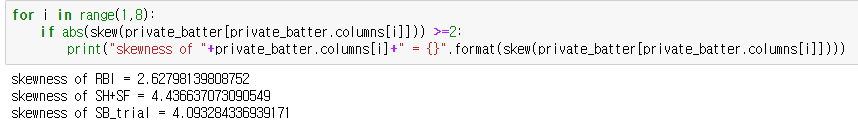 for i in range(1,8):
    if abs(skew(private_batter[private_batter.columns[i]])) >=2:
        print("skewness of "+private_batter.columns[i]+" = {}".format(skew(private_batter[private_batter.columns[i]])))
skewness of RBI = 2.62798139808752
skewness of SH+SF = 4.436637073090549
skewness of SB_trial = 4.093284336939171